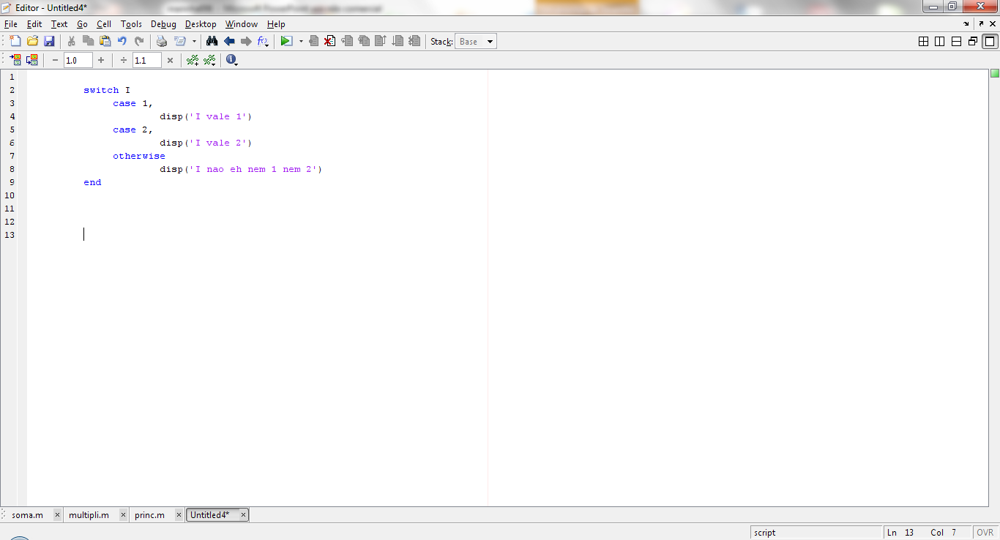 Editor - Untitled4*
File Edit Text Go Cell Tools Debug Desktop Window Help
Stack: Base
1.0 1.1
1
2 switch I
3 case 1,
4 disp('I vale 1')
5 case 2,
6 disp('I vale 2')
7 otherwise
8 disp('I nao eh nem 1 nem 2')
9 end
10
11
12
13
soma.m multipli.m princ.m Untitled4*
script Ln 13 Col 7 OVR